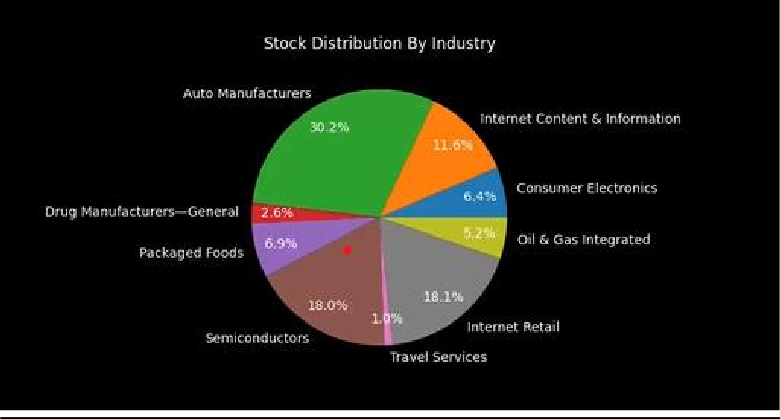 Stock Distribution By Industry
Auto Manufacturers
30.2%
Internet Content & Information
11.6%
Consumer Electronics
6.4%
Drug Manufacturers—General
2.6%
Oil & Gas Integrated
5.2%
Packaged Foods
6.9%
18.0%
18.1%
1.0%
Internet Retail
Semiconductors
Travel Services